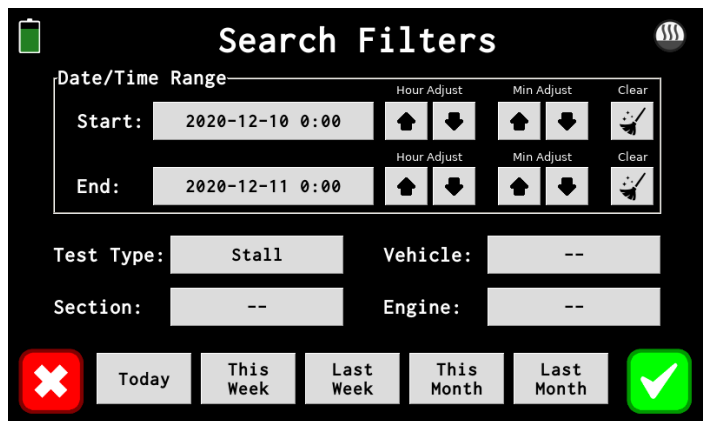 Search Filters
Date/Time Range
Hour Adjust Min Adjust Clear
Start: 2020-12-10 0:00
Hour Adjust Min Adjust Clear
End: 2020-12-11 0:00
Test Type: Stall Vehicle: --
Section: -- Engine: --
Today This Week Last Week This Month Last Month